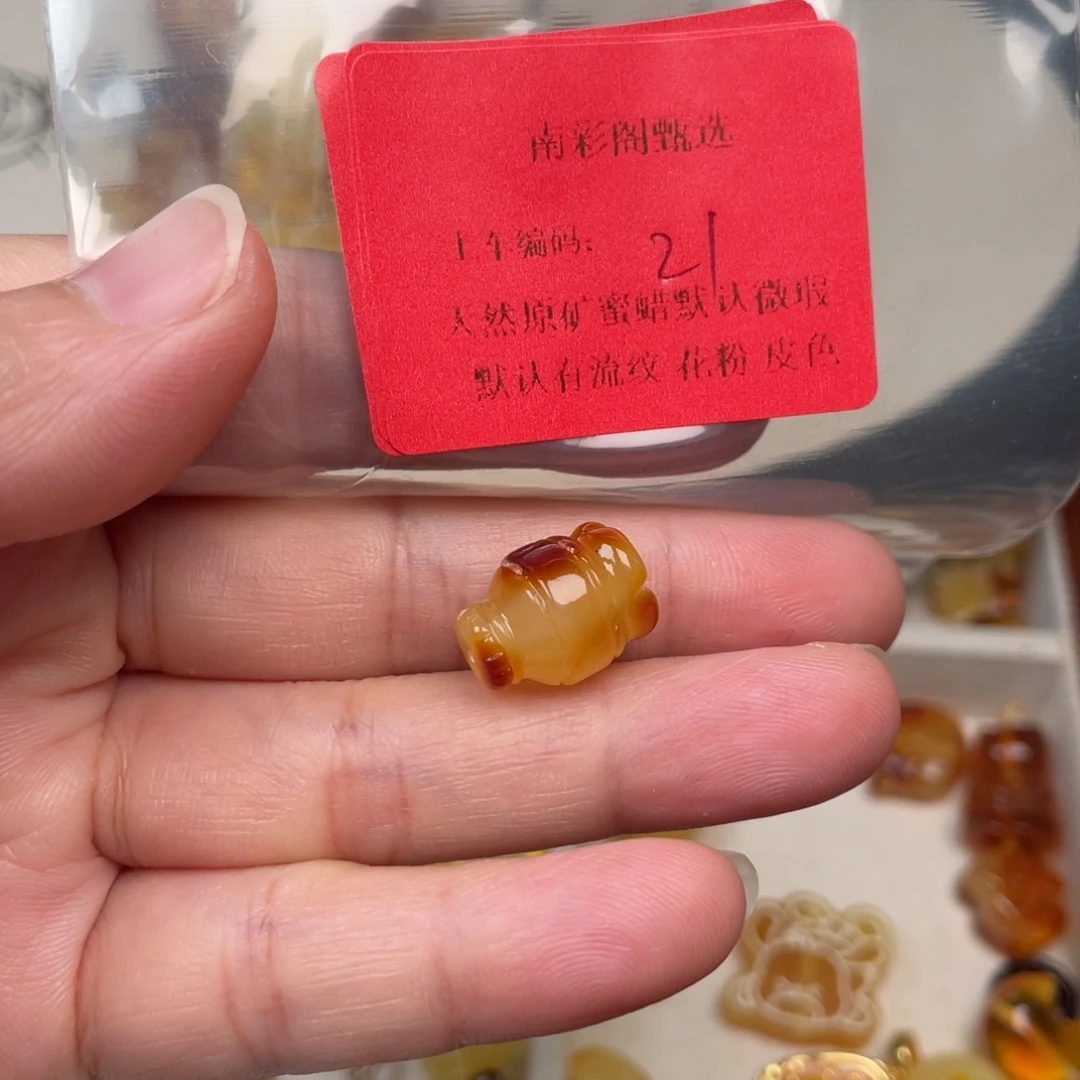 南彩阁甄选
上车编码: 21
天然原矿蜜蜡默认微瑕
默认有流纹 花粉 皮色